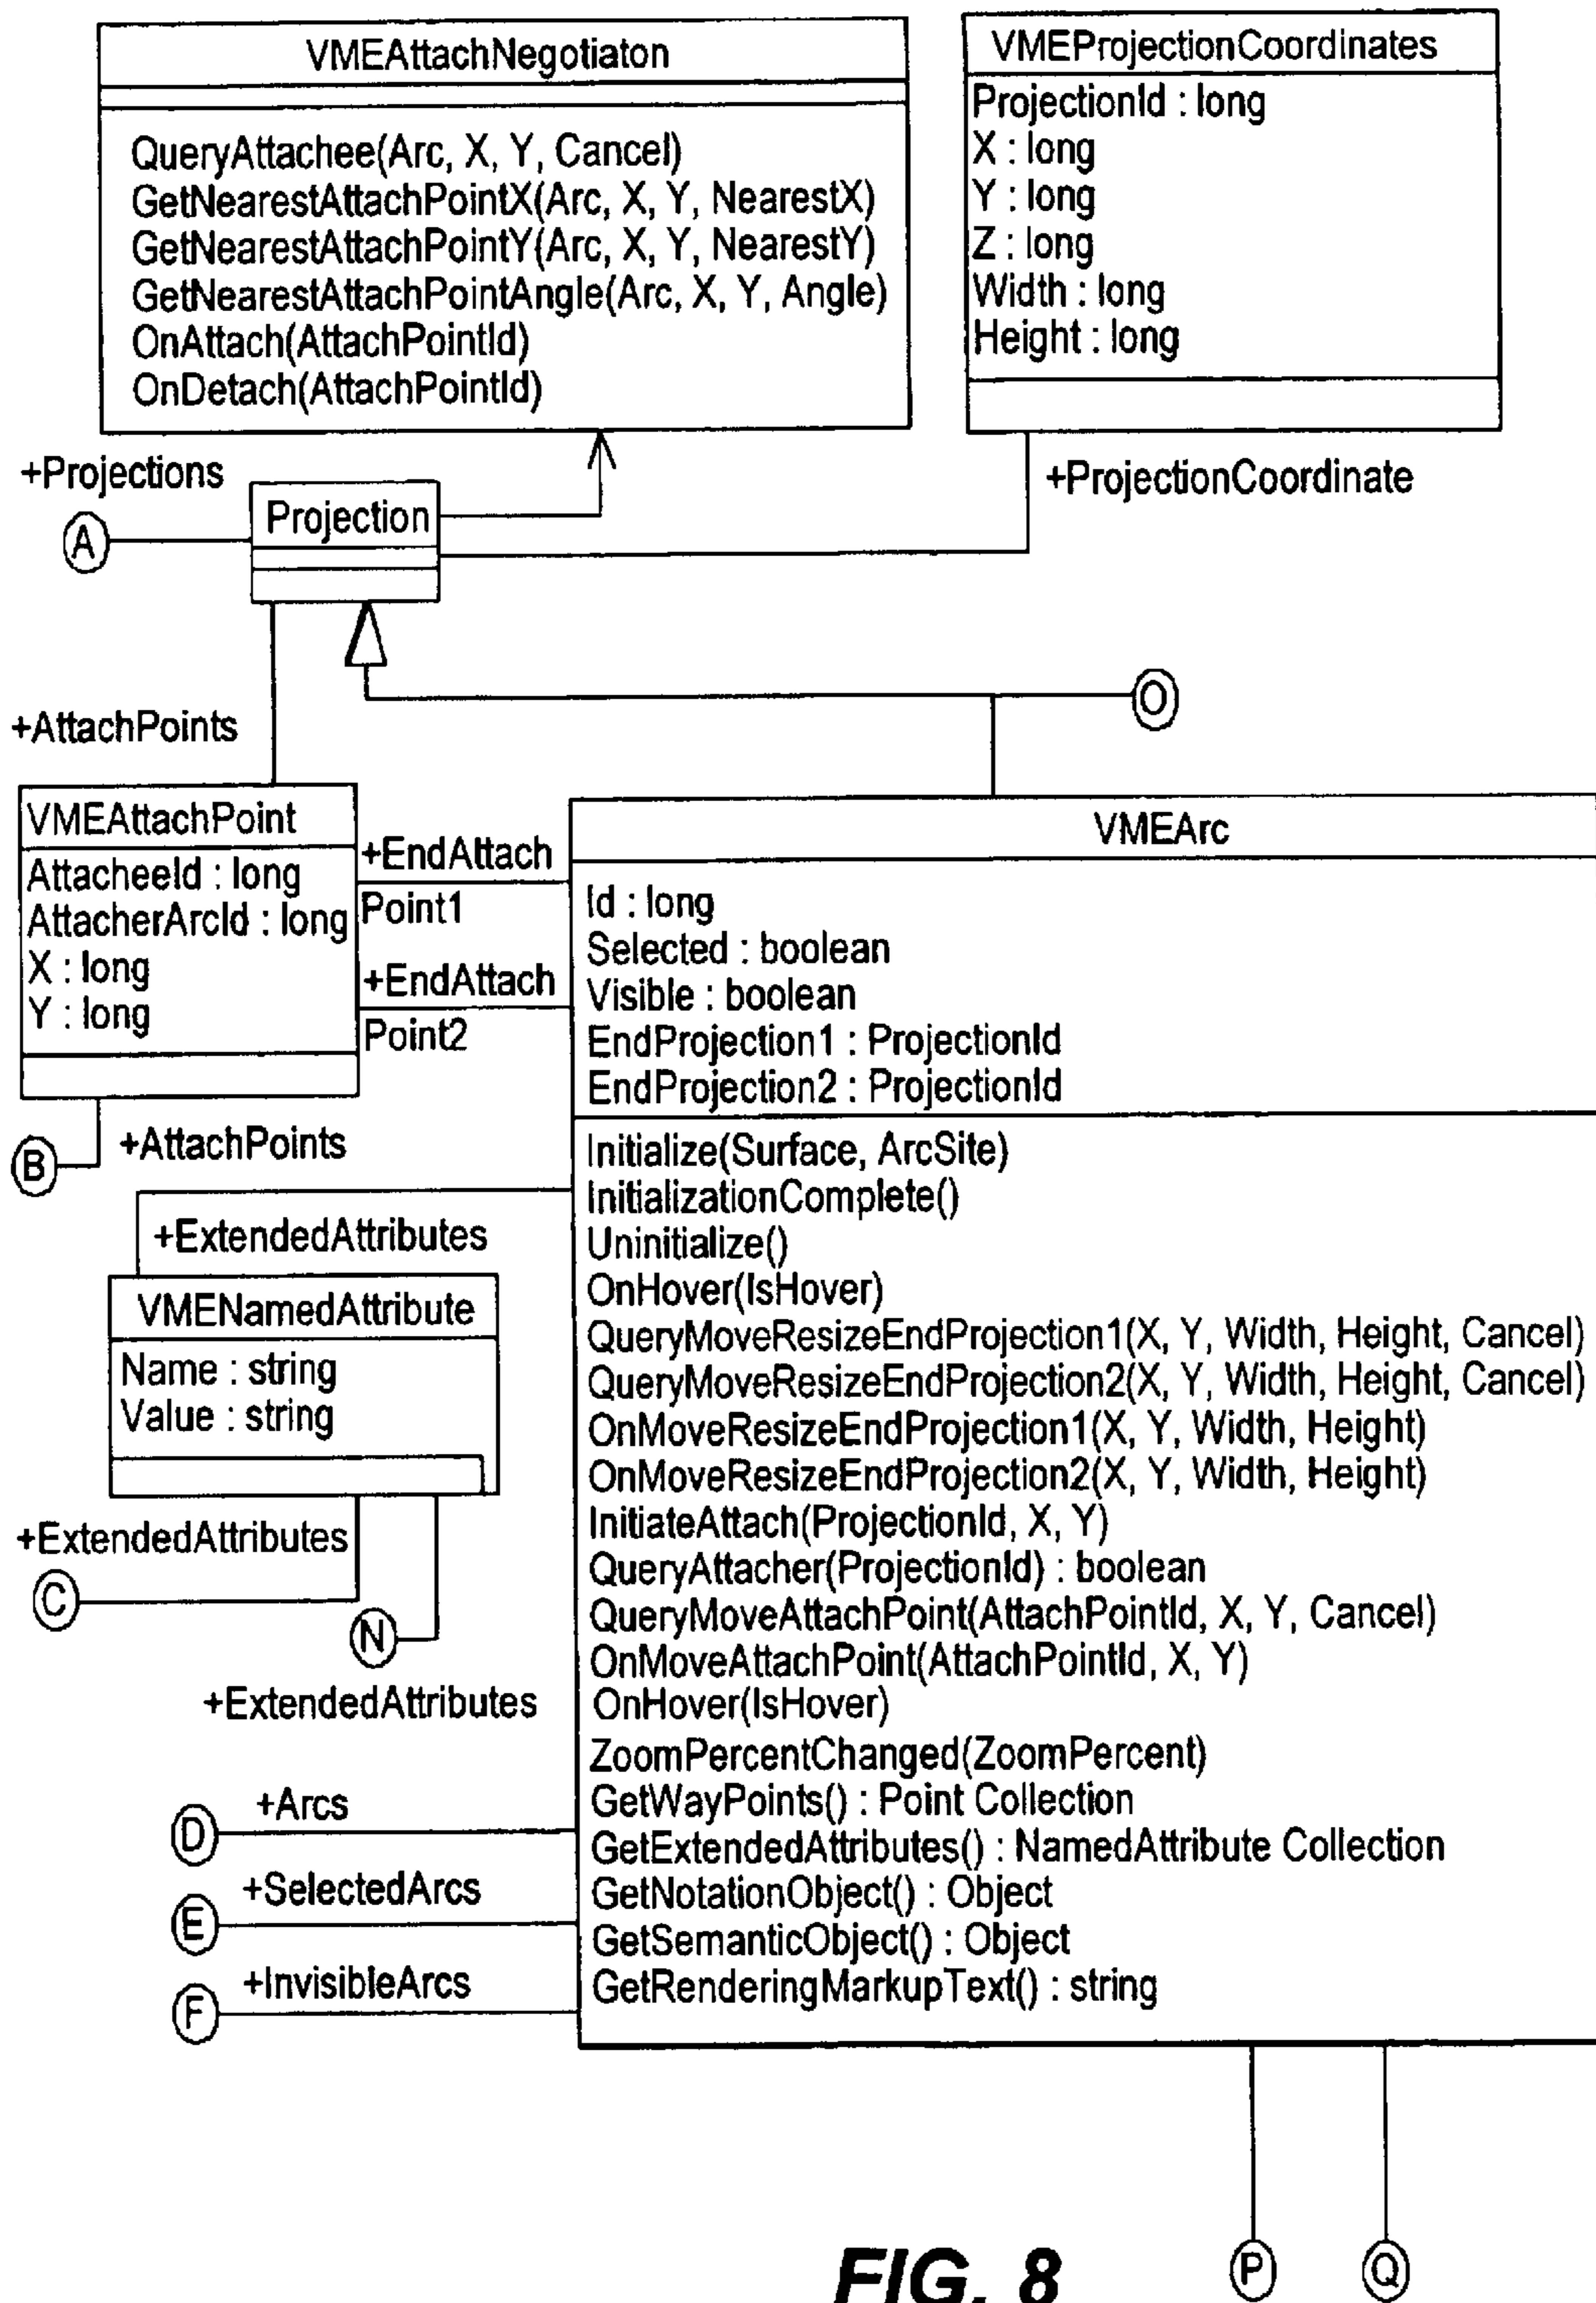 VMEAttachNegotiaton
QueryAttachee(Arc, X, Y, Cancel)
GetNearestAttachPointX(Arc, X, Y, NearestX)
GetNearestAttachPointY(Arc, X, Y, NearestY)
GetNearestAttachPointAngle(Arc, X, Y, Angle)
OnAttach(AttachPointId)
OnDetach(AttachPointId)
VMEProjectionCoordinates
ProjectionId : long
X : long
Y : long
Z : long
Width : long
Height : long
+Projections
A
Projection
+ProjectionCoordinate
O
+AttachPoints
VMEAttachPoint
AttacheeId : long
AttacherArcId : long
X : long
Y : long
+EndAttach
Point1
+EndAttach
Point2
B
+AttachPoints
VMEArc
Id : long
Selected : boolean
Visible : boolean
EndProjection1 : ProjectionId
EndProjection2 : ProjectionId
Initialize(Surface, ArcSite)
InitializationComplete()
Uninitialize()
OnHover(IsHover)
QueryMoveResizeEndProjection1(X, Y, Width, Height, Cancel)
QueryMoveResizeEndProjection2(X, Y, Width, Height, Cancel)
OnMoveResizeEndProjection1(X, Y, Width, Height)
OnMoveResizeEndProjection2(X, Y, Width, Height)
InitiateAttach(ProjectionId, X, Y)
QueryAttacher(ProjectionId) : boolean
QueryMoveAttachPoint(AttachPointId, X, Y, Cancel)
OnMoveAttachPoint(AttachPointId, X, Y)
OnHover(IsHover)
ZoomPercentChanged(ZoomPercent)
GetWayPoints() : Point Collection
GetExtendedAttributes() : NamedAttribute Collection
GetNotationObject() : Object
GetSemanticObject() : Object
GetRenderingMarkupText() : string
+ExtendedAttributes
VMENamedAttribute
Name : string
Value : string
+ExtendedAttributes
C
N
+ExtendedAttributes
+Arcs
D
+SelectedArcs
E
+InvisibleArcs
F
P
Q
FIG. 8